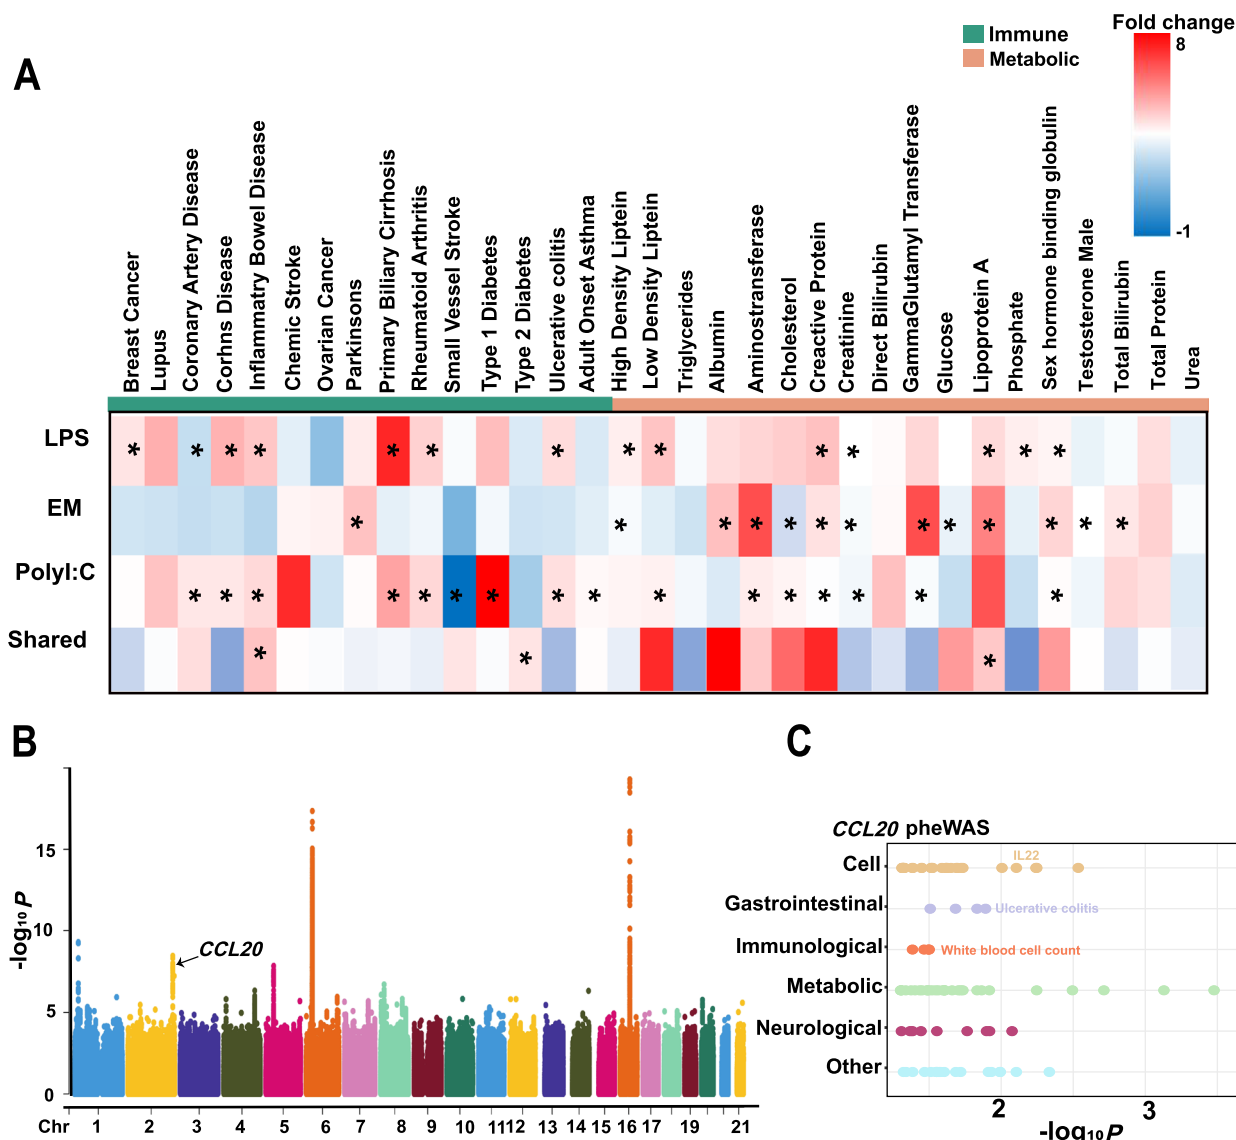 Fold change
Immune
8
Metabolic
-1
A
Breast Cancer
Lupus
Coronary Artery Disease
Corhns Disease
Inflammatry Bowel Disease
Chemic Stroke
Ovarian Cancer
Parkinsons
Primary Biliary Cirrhosis
Rheumatoid Arthritis
Small Vessel Stroke
Type 1 Diabetes
Type 2 Diabetes
Ulcerative colitis
Adult Onset Asthma
High Density Liptein
Low Density Liptein
Triglycerides
Albumin
Aminostransferase
Cholesterol
Creactive Protein
Creatinine
Direct Bilirubin
GammaGlutamyl Transferase
Glucose
Lipoprotein A
Phosphate
Sex hormone binding globulin
Testosterone Male
Total Bilirubin
Total Protein
Urea
LPS
* * * * * * * * * * * * * * *
EM
* * * * * * * * * * * * *
PolyI:C
* * * * * * * * * * * * * * * * *
Shared
* * *
B
-log₁₀P
15
10
5
0
CCL20
Chr 1 2 3 4 5 6 7 8 9 10 11 12 13 14 15 16 17 19 21
C
CCL20 pheWAS
Cell
IL22
Gastrointestinal
Ulcerative colitis
Immunological
White blood cell count
Metabolic
Neurological
Other
2 3
-log₁₀P